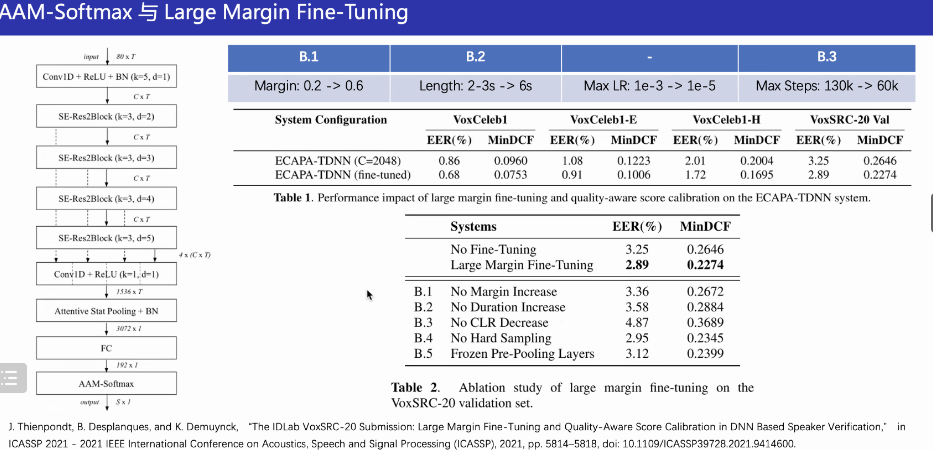 AAM-Softmax 与 Large Margin Fine-Tuning
input 80 x T
Conv1D + ReLU + BN (k=5, d=1)
C x T
SE-Res2Block (k=3, d=2)
C x T
SE-Res2Block (k=3, d=3)
C x T
SE-Res2Block (k=3, d=4)
C x T
SE-Res2Block (k=3, d=5)
4 x (C x T)
Conv1D + ReLU (k=1, d=1)
1536 x T
Attentive Stat Pooling + BN
3072 x 1
FC
192 x 1
AAM-Softmax
output S x 1
B.1 B.2 - B.3
Margin: 0.2 -> 0.6 Length: 2-3s -> 6s Max LR: 1e-3 -> 1e-5 Max Steps: 130k -> 60k
System Configuration VoxCeleb1 VoxCeleb1-E VoxCeleb1-H VoxSRC-20 Val
EER(%) MinDCF EER(%) MinDCF EER(%) MinDCF EER(%) MinDCF
ECAPA-TDNN (C=2048) 0.86 0.0960 1.08 0.1223 2.01 0.2004 3.25 0.2646
ECAPA-TDNN (fine-tuned) 0.68 0.0753 0.91 0.1006 1.72 0.1695 2.89 0.2274
Table 1. Performance impact of large margin fine-tuning and quality-aware score calibration on the ECAPA-TDNN system.
Systems EER(%) MinDCF
No Fine-Tuning 3.25 0.2646
Large Margin Fine-Tuning 2.89 0.2274
B.1 No Margin Increase 3.36 0.2672
B.2 No Duration Increase 3.58 0.2884
B.3 No CLR Decrease 4.87 0.3689
B.4 No Hard Sampling 2.95 0.2345
B.5 Frozen Pre-Pooling Layers 3.12 0.2399
Table 2. Ablation study of large margin fine-tuning on the
VoxSRC-20 validation set.
J. Thienpondt, B. Desplanques, and K. Demuynck, "The IDLab VoxSRC-20 Submission: Large Margin Fine-Tuning and Quality-Aware Score Calibration in DNN Based Speaker Verification," in
ICASSP 2021 - 2021 IEEE International Conference on Acoustics, Speech and Signal Processing (ICASSP), 2021, pp. 5814–5818, doi: 10.1109/ICASSP39728.2021.9414600.